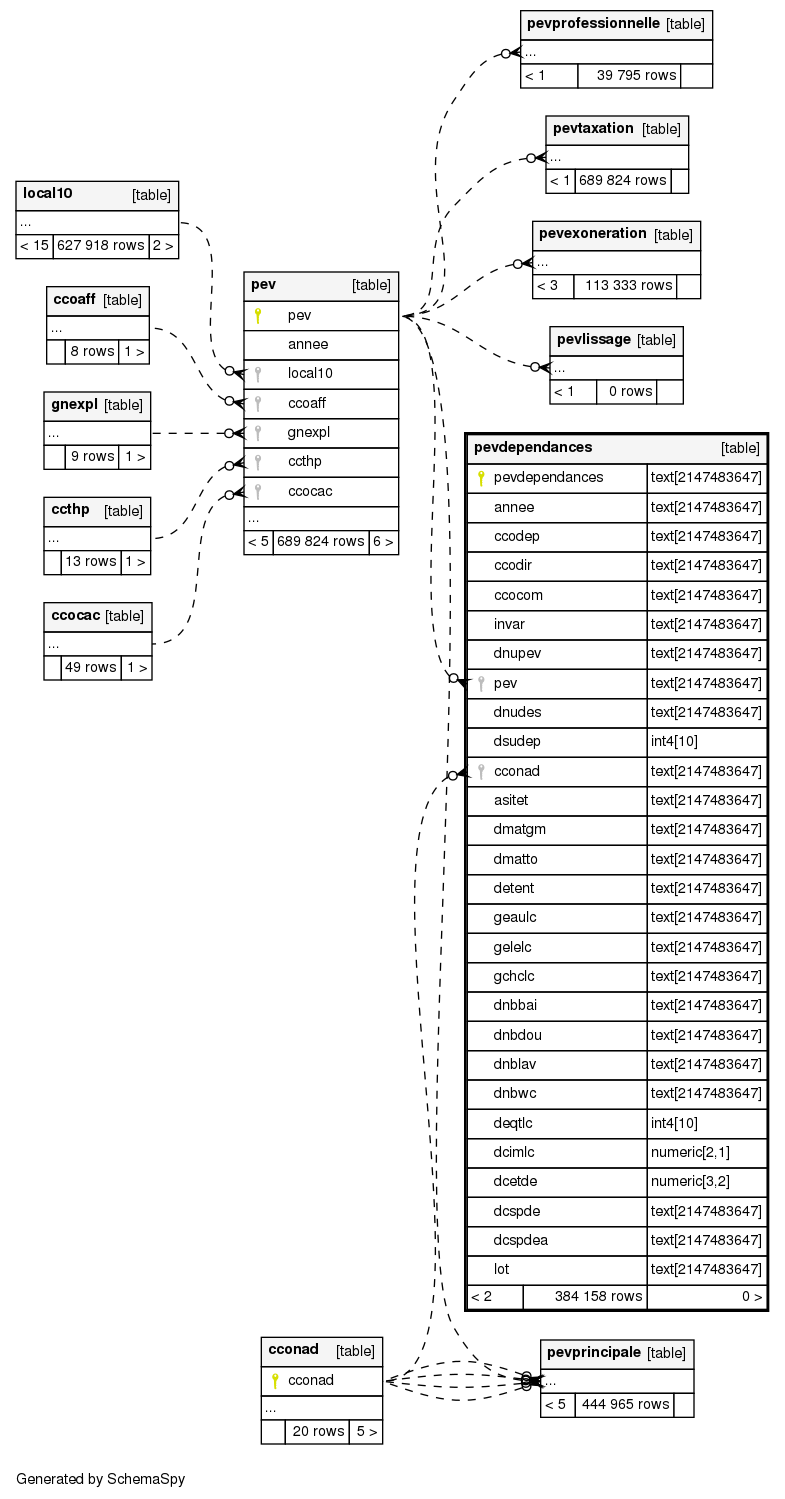 pevprofessionnelle [table]
...
< 1 39 795 rows
pevtaxation [table]
...
< 1 689 824 rows
local10 [table]
...
< 15 627 918 rows 2 >
pevexoneration [table]
...
< 3 113 333 rows
ccoaff [table]
...
8 rows 1 >
pev [table]
pev
annee
local10
ccoaff
gnexpl
ccthp
ccocac
...
< 5 689 824 rows 6 >
pevlissage [table]
...
< 1 0 rows
gnexpl [table]
...
9 rows 1 >
ccthp [table]
...
13 rows 1 >
ccocac [table]
...
49 rows 1 >
pevdependances [table]
pevdependances text[2147483647]
annee text[2147483647]
ccodep text[2147483647]
ccodir text[2147483647]
ccocom text[2147483647]
invar text[2147483647]
dnupev text[2147483647]
pev text[2147483647]
dnudes text[2147483647]
dsudep int4[10]
cconad text[2147483647]
asitet text[2147483647]
dmatgm text[2147483647]
dmatto text[2147483647]
detent text[2147483647]
geaulc text[2147483647]
gelelc text[2147483647]
gchclc text[2147483647]
dnbbai text[2147483647]
dnbdou text[2147483647]
dnblav text[2147483647]
dnbwc text[2147483647]
deqtlc int4[10]
dcimlc numeric[2,1]
dcetde numeric[3,2]
dcspde text[2147483647]
dcspdea text[2147483647]
lot text[2147483647]
< 2 384 158 rows 0 >
cconad [table]
cconad
...
20 rows 5 >
pevprincipale [table]
...
< 5 444 965 rows
Generated by SchemaSpy